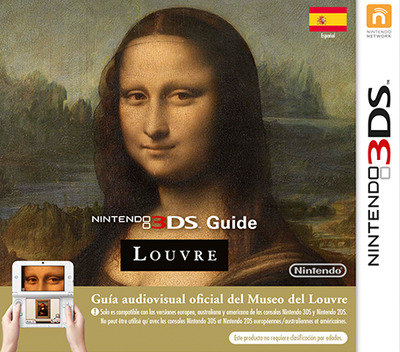 Español
NINTENDO
NETWORK
NINTENDO 3DS™ Guide
LOUVRE
Nintendo
Guía audiovisual oficial del Museo del Louvre
Solo es compatible con las versiones europea, australiana y americana de las consolas Nintendo 3DS y Nintendo 2DS.
Ne peut être utilisé qu'avec les consoles Nintendo 3DS et Nintendo 2DS européennes/australiennes et américaines.
Este producto no requiere clasificación por edades.
NINTENDO 3DS™